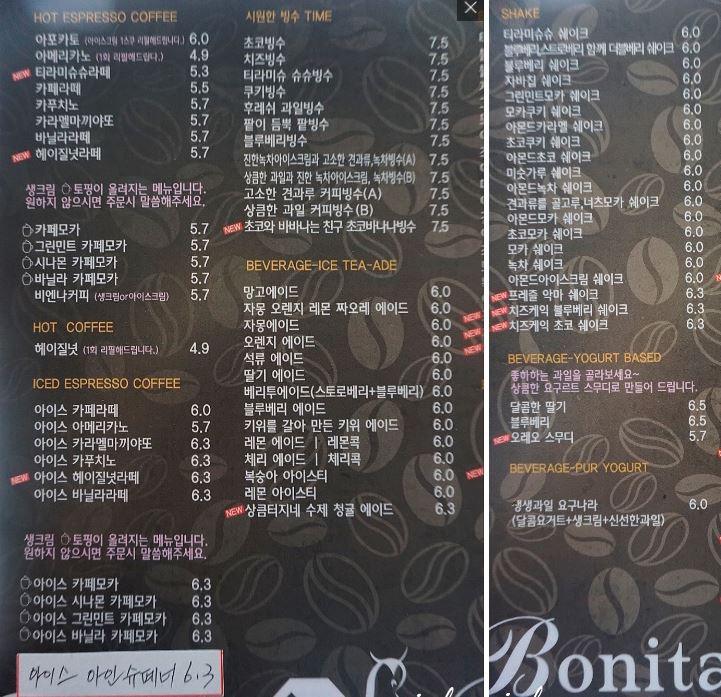 HOT ESPRESSO COFFEE
아포카토 (아이스크림 1스쿱 리필해드립니다.) 6.0
아메리카노 (1회 리필해드립니다.) 4.9
NEW 티라미슈슈라떼 5.3
카페라떼 5.5
카푸치노 5.7
카라멜마끼야또 5.7
바닐라라떼 5.7
NEW 헤이질넛라떼 5.7
생크림 토핑이 올려지는 메뉴입니다.
원하지 않으시면 주문시 말씀해주세요.
카페모카 5.7
그린민트 카페모카 5.7
시나몬 카페모카 5.7
바닐라 카페모카 5.7
비엔나커피 (생크림or아이스크림) 5.7
HOT COFFEE
헤이질넛 (1회 리필해드립니다.) 4.9
ICED ESPRESSO COFFEE
아이스 카페라떼 6.0
아이스 아메리카노 5.7
아이스 카라멜마끼야또 6.3
아이스 카푸치노 6.3
NEW 아이스 헤이질넛라떼 6.3
아이스 바닐라라떼 6.3
생크림 토핑이 올려지는 메뉴입니다.
원하지 않으시면 주문시 말씀해주세요.
아이스 카페모카 6.3
아이스 시나몬 카페모카 6.3
아이스 그린민트 카페모카 6.3
아이스 바닐라 카페모카 6.3
아이스 아인슈페너 6.3
시원한 빙수 TIME
초코빙수 7.5
치즈빙수 7.5
티라미슈 슈슈빙수 7.5
쿠키빙수 7.5
후레쉬 과일빙수 7.5
팥이 듬뿍 팥빙수 7.5
블루베리빙수 7.5
진한녹차아이스크림과 고소한 견과류,녹차빙수(A) 7.5
상큼한 과일과 진한 녹차아이스크림, 녹차빙수(B) 7.5
고소한 견과류 커피빙수(A) 7.5
상큼한 과일 커피빙수 (B) 7.5
NEW 초코와 바바나는 친구 초코바나나빙수 7.5
BEVERAGE-ICE TEA-ADE
망고에이드 6.0
자몽 오렌지 레몬 짜오레 에이드 6.0
자몽에이드 6.0
오렌지 에이드 6.0
석류 에이드 6.0
딸기 에이드 6.0
베리투에이드(스토로베리+블루베리) 6.0
블루베리 에이드 6.0
키위를 갈아 만든 키위 에이드 6.0
레몬 에이드 | 레몬콕 6.0
체리 에이드 | 체리콕 6.0
복숭아 아이스티 6.0
레몬 아이스티 6.0
NEW 상큼터지네 수제 청귤 에이드 6.3
NEW
NEW
NEW
NEW
SHAKE
티라미슈슈 쉐이크 6.0
블루베리스트로베리 함께 더블베리 쉐이크 6.0
블루베리 쉐이크 6.0
자바칩 쉐이크 6.0
그린민트모카 쉐이크 6.0
모카쿠키 쉐이크 6.0
아몬드카라멜 쉐이크 6.0
초코쿠키 쉐이크 6.0
아몬드초코 쉐이크 6.0
미숫가루 쉐이크 6.0
아몬드녹차 쉐이크 6.0
견과류를 골고루,너츠모카 쉐이크 6.0
아몬드모카 쉐이크 6.0
초코모카 쉐이크 6.0
모카 쉐이크 6.0
녹차 쉐이크 6.0
아몬드아이스크림 쉐이크 6.0
NEW 프레즐 악마 쉐이크 6.3
NEW 치즈케익 블루베리 쉐이크 6.3
NEW 치즈케익 초코 쉐이크 6.3
BEVERAGE-YOGURT BASED
좋하하는 과일을 골라보세요~
상큼한 요구르트 스무디로 만들어 드립니다.
달콤한 딸기 6.5
블루베리 6.5
NEW 오레오 스무디 5.7
BEVERAGE-PUR YOGURT
생생과일 요구나라 6.0
(달콤요거트+생크림+신선한과일)
Bonita